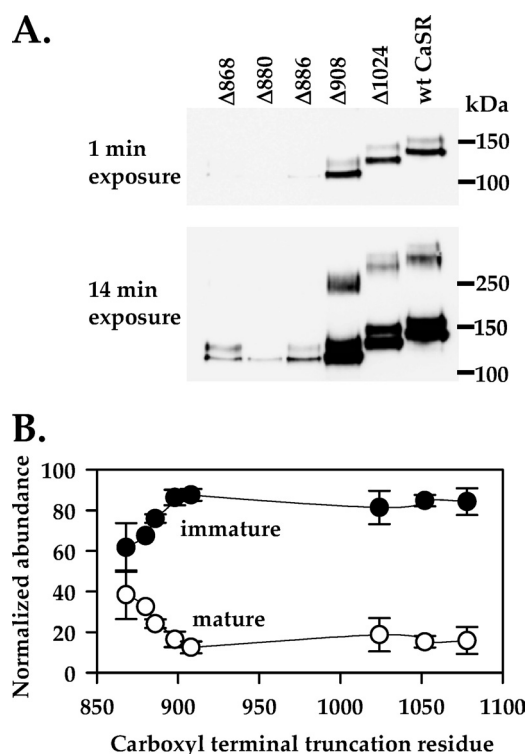 A.
Δ868 Δ880 Δ886 Δ908 Δ1024 wt CaSR
kDa
1 min
exposure
150
100
14 min
exposure
250
150
100
B.
Normalized abundance
100
80
60
40
20
0
immature
mature
850 900 950 1000 1050 1100
Carboxyl terminal truncation residue